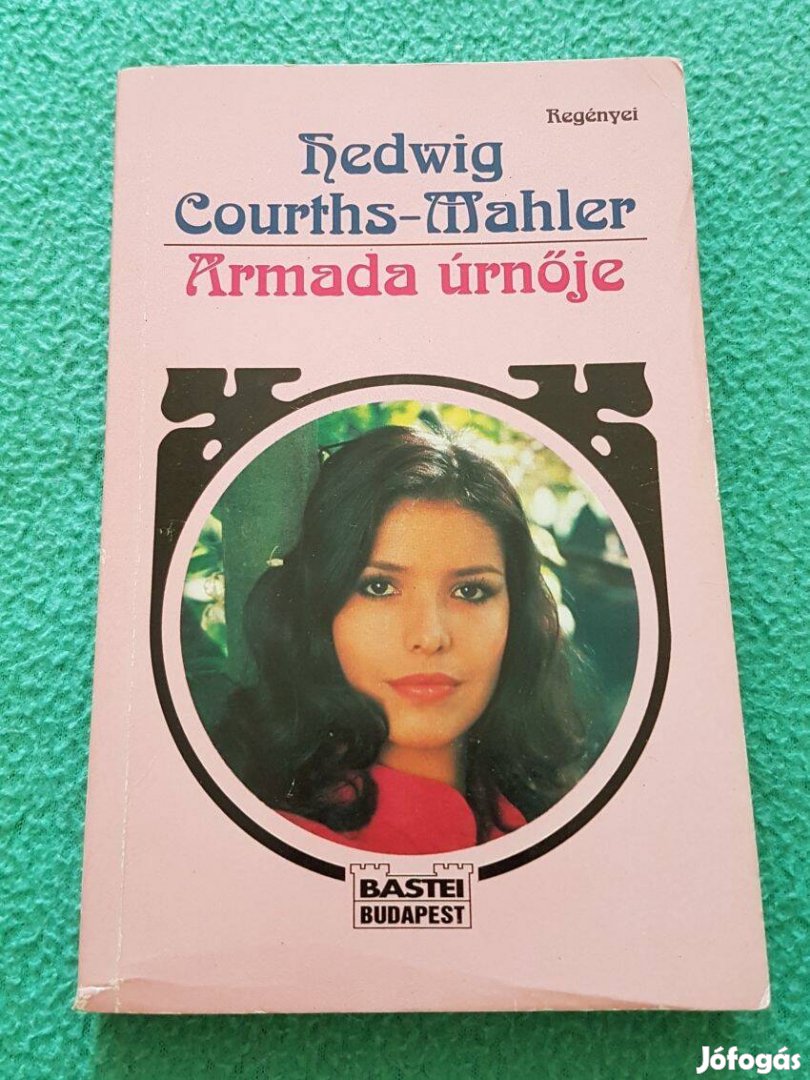 Regényei
Hedwig
Courths-Mahler
Armada úrnője
BASTEI
BUDAPEST
Jófogás